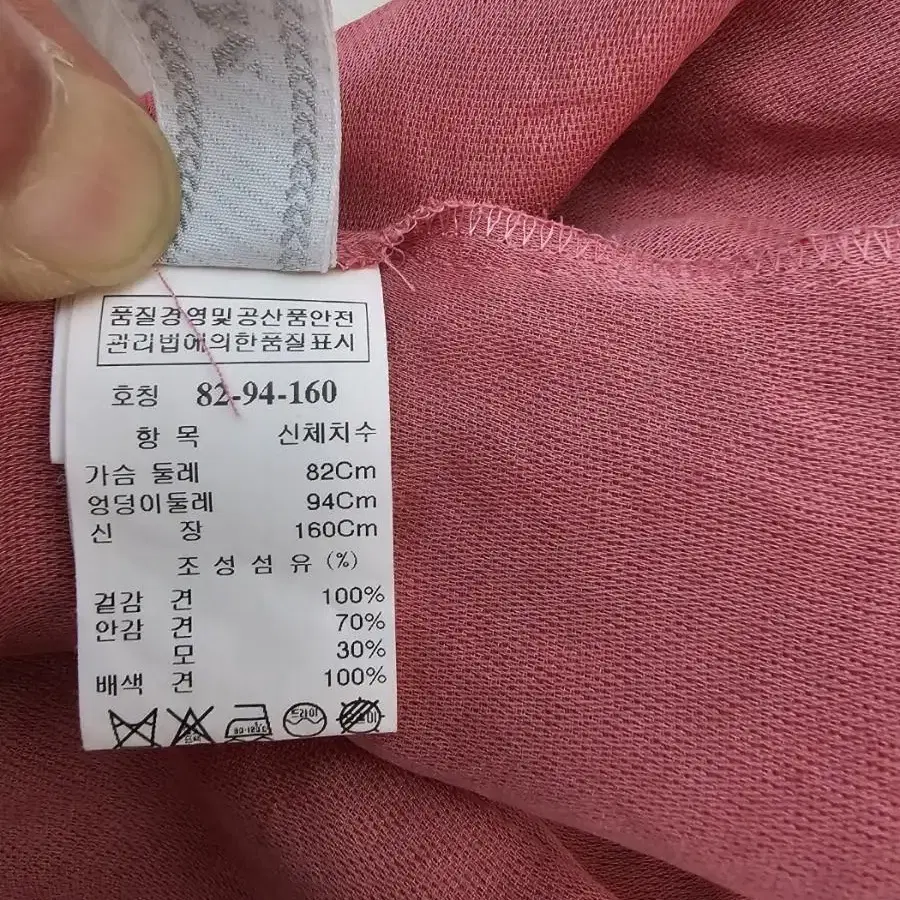 품질경영및공산품안전
관리법에의한품질표시
호칭 82-94-160
항 목 신체치수
가슴 둘레 82Cm
엉덩이둘레 94Cm
신 장 160Cm
조성섬유(%)
겉감 견 100%
안감 견 70%
모 30%
배색 견 100%
드라이